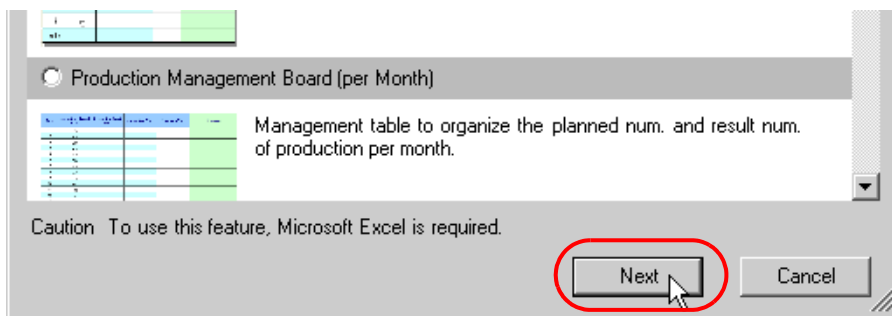 Production Management Board (per Month)
Management table to organize the planned num. and result num.
of production per month.
Caution To use this feature, Microsoft Excel is required.
Next
Cancel